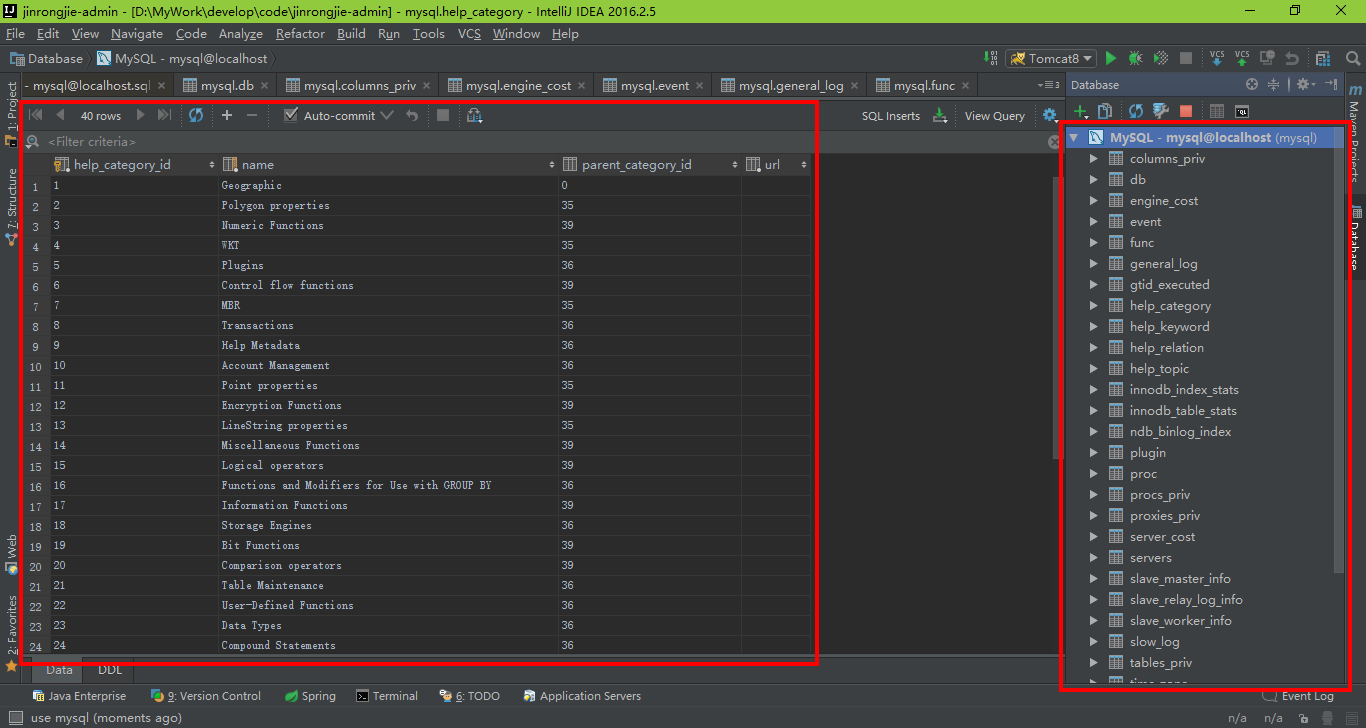 jinrongjie-admin - [D:\MyWork\develop\code\jinrongjie-admin] - mysql.help_category - IntelliJ IDEA 2016.2.5
File Edit View Navigate Code Analyze Refactor Build Run Tools VCS Window Help
Database MySQL - mysql@localhost Tomcat8 VCS VCS
- mysql@localhost.sql mysql.db mysql.columns_priv mysql.engine_cost mysql.event mysql.general_log mysql.func
40 rows Auto-commit SQL Inserts View Query
<Filter criteria>
help_category_id name parent_category_id url
1 1 Geographic 0
2 2 Polygon properties 35
3 3 Numeric Functions 39
4 4 WKT 35
5 5 Plugins 36
6 6 Control flow functions 39
7 7 MBR 35
8 8 Transactions 36
9 9 Help Metadata 36
10 10 Account Management 36
11 11 Point properties 35
12 12 Encryption Functions 39
13 13 LineString properties 35
14 14 Miscellaneous Functions 39
15 15 Logical operators 39
16 16 Functions and Modifiers for Use with GROUP BY 36
17 17 Information Functions 39
18 18 Storage Engines 36
19 19 Bit Functions 39
20 20 Comparison operators 39
21 21 Table Maintenance 36
22 22 User-Defined Functions 36
23 23 Data Types 36
24 24 Compound Statements 36
Data DDL
Database
MySQL - mysql@localhost (mysql)
columns_priv
db
engine_cost
event
func
general_log
gtid_executed
help_category
help_keyword
help_relation
help_topic
innodb_index_stats
innodb_table_stats
ndb_binlog_index
plugin
proc
procs_priv
proxies_priv
server_cost
servers
slave_master_info
slave_relay_log_info
slave_worker_info
slow_log
tables_priv
1: Project
7: Structure
Web
2: Favorites
Maven Projects
Database
Java Enterprise 9: Version Control Spring Terminal 6: TODO Application Servers Event Log
use mysql (moments ago) n/a n/a